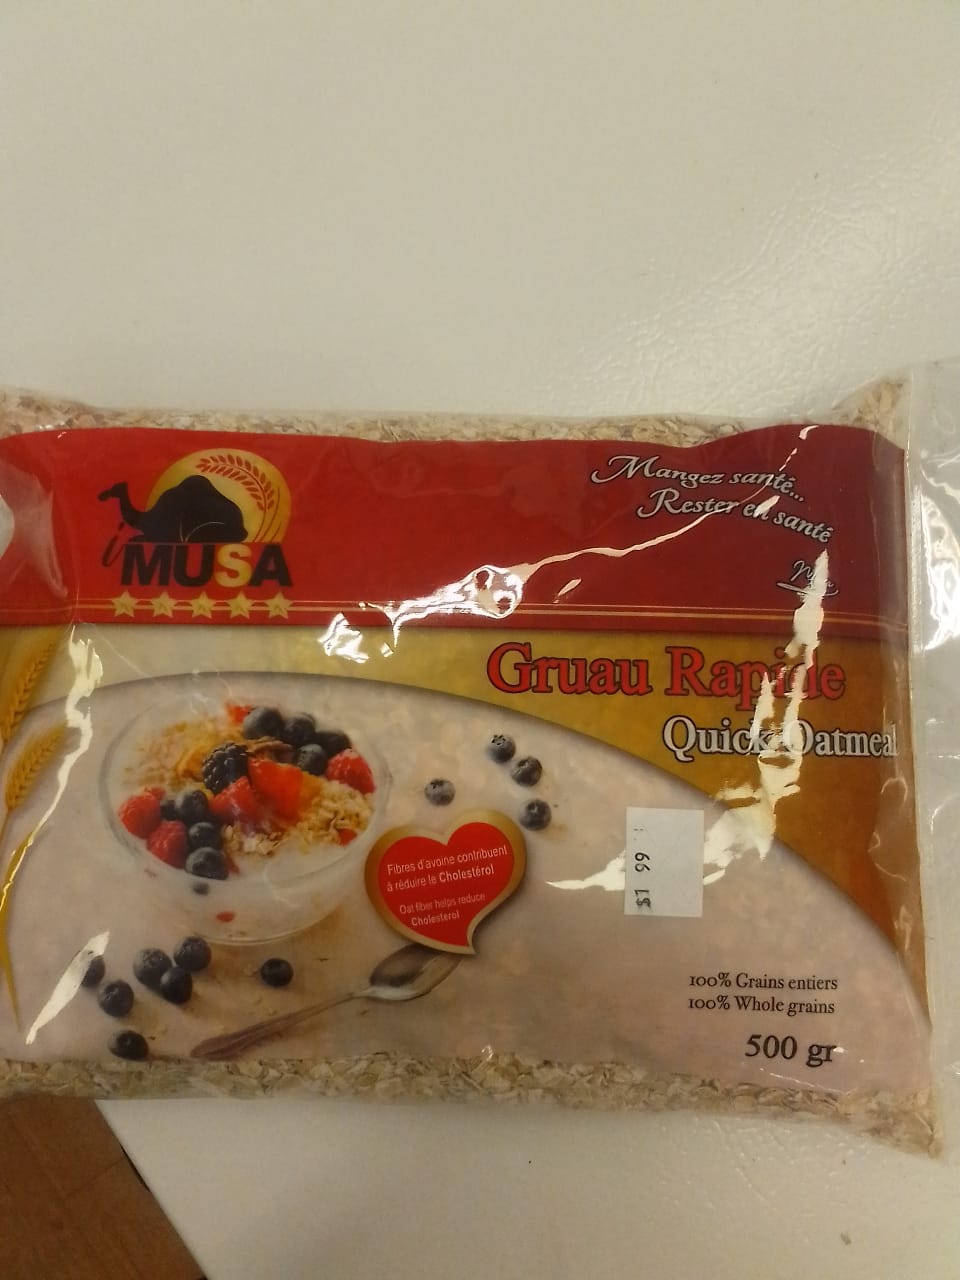 iMUSA
Mangez santé...
Rester en santé
Gruau Rapide
Quick Oatmeal
Fibres d'avoine contribuent
à réduire le Cholestérol
Oat fiber helps reduce
Cholesterol
$1 99
100% Grains entiers
100% Whole grains
500 gr